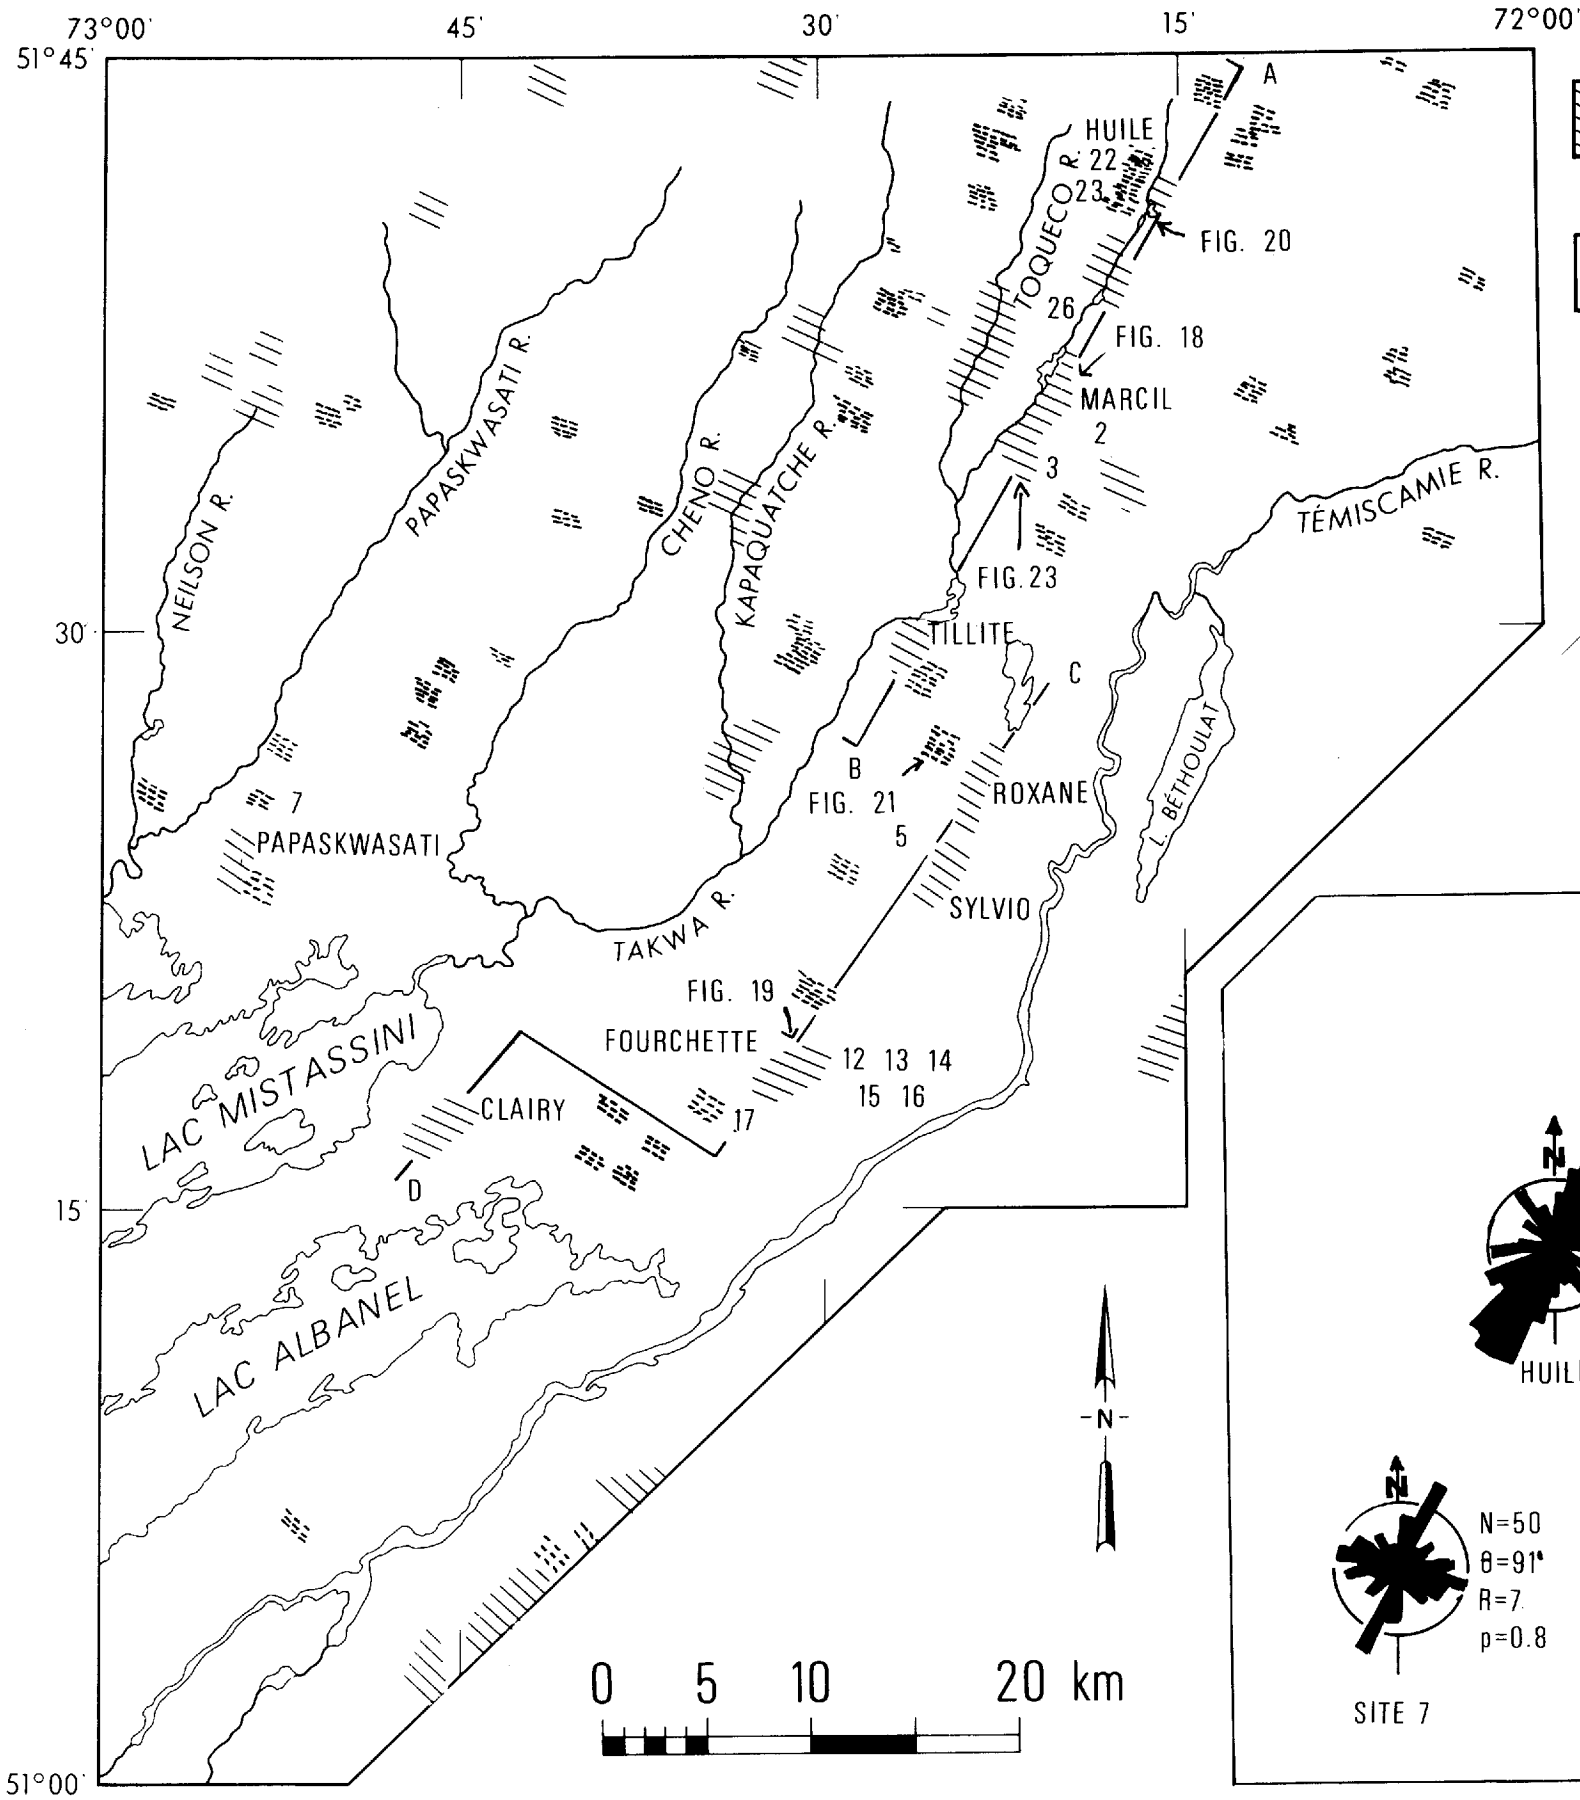 73°00' 45' 30' 15' 72°00'
51°45'
A
HUILE
22
23
TOQUECO R.
FIG. 20
26
FIG. 18
MARCIL
2
3
PAPASKWASATI R.
CHENO R.
KAPAQUATCHE R.
NEILSON R.
TÉMISCAMIE R.
FIG. 23
30'
TILLITE
C
B
L. BÉTHOULAT
FIG. 21
ROXANE
7
5
PAPASKWASATI
SYLVIO
TAKWA R.
FIG. 19
FOURCHETTE
12 13 14
15 16
LAC MISTASSINI
CLAIRY
17
D
15'
N
LAC ALBANEL
HUIL
-N-
N
N=50
θ=91°
R=7
p=0.8
SITE 7
0 5 10 20 km
51°00'